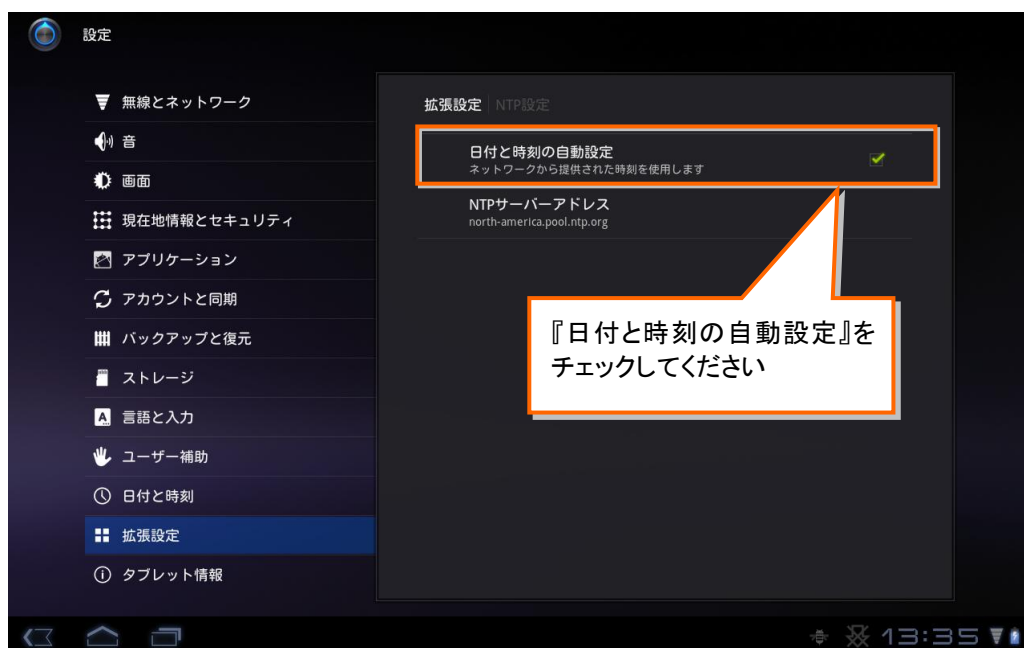 設定
無線とネットワーク
音
画面
現在地情報とセキュリティ
アプリケーション
アカウントと同期
バックアップと復元
ストレージ
言語と入力
ユーザー補助
日付と時刻
拡張設定
タブレット情報
拡張設定 NTP設定
日付と時刻の自動設定
ネットワークから提供された時刻を使用します
NTPサーバーアドレス
north-america.pool.ntp.org
『日付と時刻の自動設定』を
チェックしてください
13:35